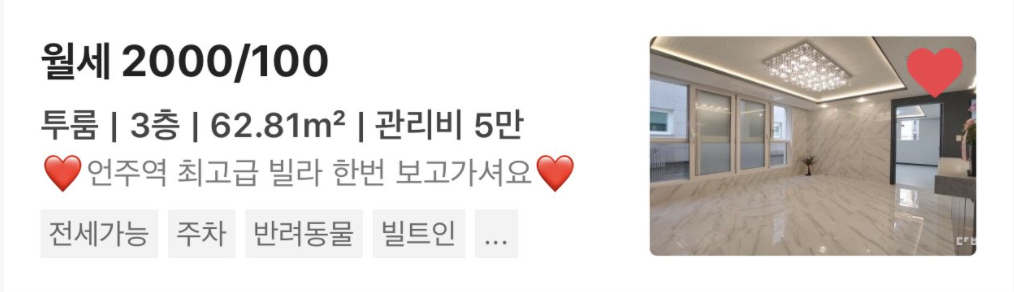 월세 2000/100
투룸 | 3층 | 62.81m² | 관리비 5만
❤️언주역 최고급 빌라 한번 보고가셔요❤️
전세가능 주차 반려동물 빌트인 ...